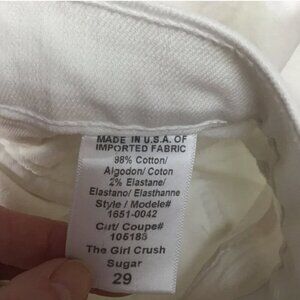 MADE IN U.S.A. OF
IMPORTED FABRIC
98% Cotton/
Algodon/ Coton
2% Elastane/
Elastano/ Elasthanne
Style / Modele#
1651-0042
Cut/ Coupe#
105183
The Girl Crush
Sugar
29